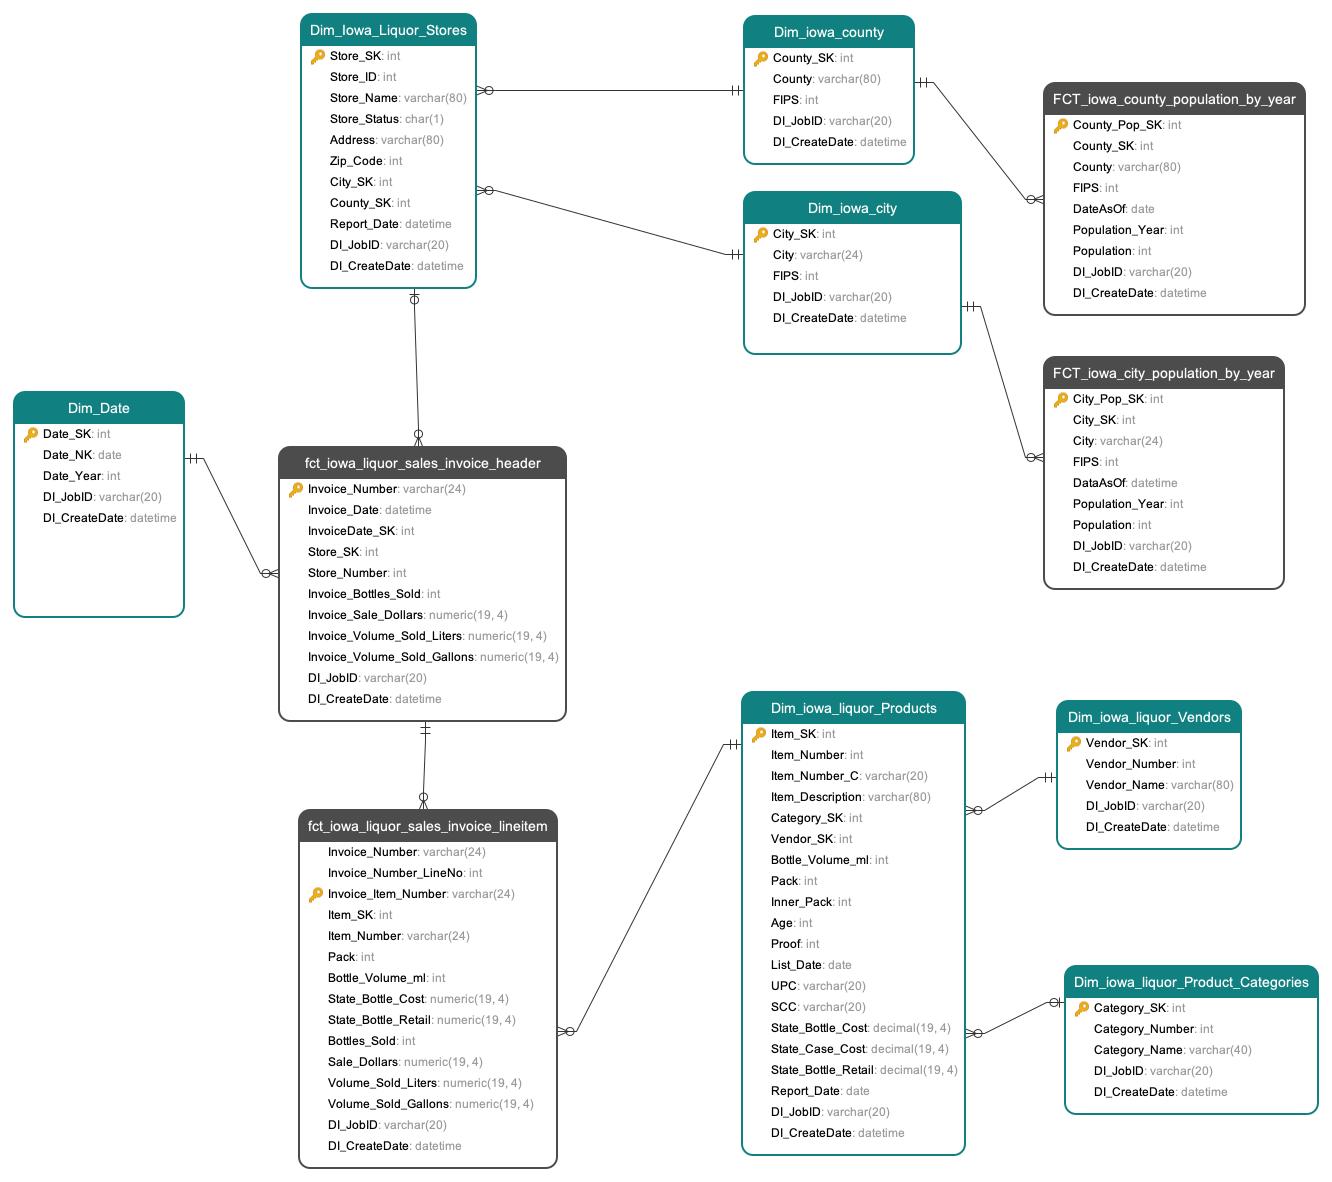 Dim_Iowa_Liquor_Stores
Store_SK: int
Store_ID: int
Store_Name: varchar(80)
Store_Status: char(1)
Address: varchar(80)
Zip_Code: int
City_SK: int
County_SK: int
Report_Date: datetime
DI_JobID: varchar(20)
DI_CreateDate: datetime
Dim_iowa_county
County_SK: int
County: varchar(80)
FIPS: int
DI_JobID: varchar(20)
DI_CreateDate: datetime
FCT_iowa_county_population_by_year
County_Pop_SK: int
County_SK: int
County: varchar(80)
FIPS: int
DateAsOf: date
Population_Year: int
Population: int
DI_JobID: varchar(20)
DI_CreateDate: datetime
Dim_iowa_city
City_SK: int
City: varchar(24)
FIPS: int
DI_JobID: varchar(20)
DI_CreateDate: datetime
FCT_iowa_city_population_by_year
City_Pop_SK: int
City_SK: int
City: varchar(24)
FIPS: int
DataAsOf: datetime
Population_Year: int
Population: int
DI_JobID: varchar(20)
DI_CreateDate: datetime
Dim_Date
Date_SK: int
Date_NK: date
Date_Year: int
DI_JobID: varchar(20)
DI_CreateDate: datetime
fct_iowa_liquor_sales_invoice_header
Invoice_Number: varchar(24)
Invoice_Date: datetime
InvoiceDate_SK: int
Store_SK: int
Store_Number: int
Invoice_Bottles_Sold: int
Invoice_Sale_Dollars: numeric(19, 4)
Invoice_Volume_Sold_Liters: numeric(19, 4)
Invoice_Volume_Sold_Gallons: numeric(19, 4)
DI_JobID: varchar(20)
DI_CreateDate: datetime
fct_iowa_liquor_sales_invoice_lineitem
Invoice_Number: varchar(24)
Invoice_Number_LineNo: int
Invoice_Item_Number: varchar(24)
Item_SK: int
Item_Number: varchar(24)
Pack: int
Bottle_Volume_ml: int
State_Bottle_Cost: numeric(19, 4)
State_Bottle_Retail: numeric(19, 4)
Bottles_Sold: int
Sale_Dollars: numeric(19, 4)
Volume_Sold_Liters: numeric(19, 4)
Volume_Sold_Gallons: numeric(19, 4)
DI_JobID: varchar(20)
DI_CreateDate: datetime
Dim_iowa_liquor_Products
Item_SK: int
Item_Number: int
Item_Number_C: varchar(20)
Item_Description: varchar(80)
Category_SK: int
Vendor_SK: int
Bottle_Volume_ml: int
Pack: int
Inner_Pack: int
Age: int
Proof: int
List_Date: date
UPC: varchar(20)
SCC: varchar(20)
State_Bottle_Cost: decimal(19, 4)
State_Case_Cost: decimal(19, 4)
State_Bottle_Retail: decimal(19, 4)
Report_Date: date
DI_JobID: varchar(20)
DI_CreateDate: datetime
Dim_iowa_liquor_Vendors
Vendor_SK: int
Vendor_Number: int
Vendor_Name: varchar(80)
DI_JobID: varchar(20)
DI_CreateDate: datetime
Dim_iowa_liquor_Product_Categories
Category_SK: int
Category_Number: int
Category_Name: varchar(40)
DI_JobID: varchar(20)
DI_CreateDate: datetime